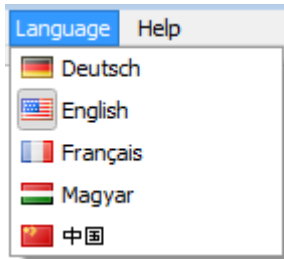 Language Help
Deutsch
English
Français
Magyar
中国